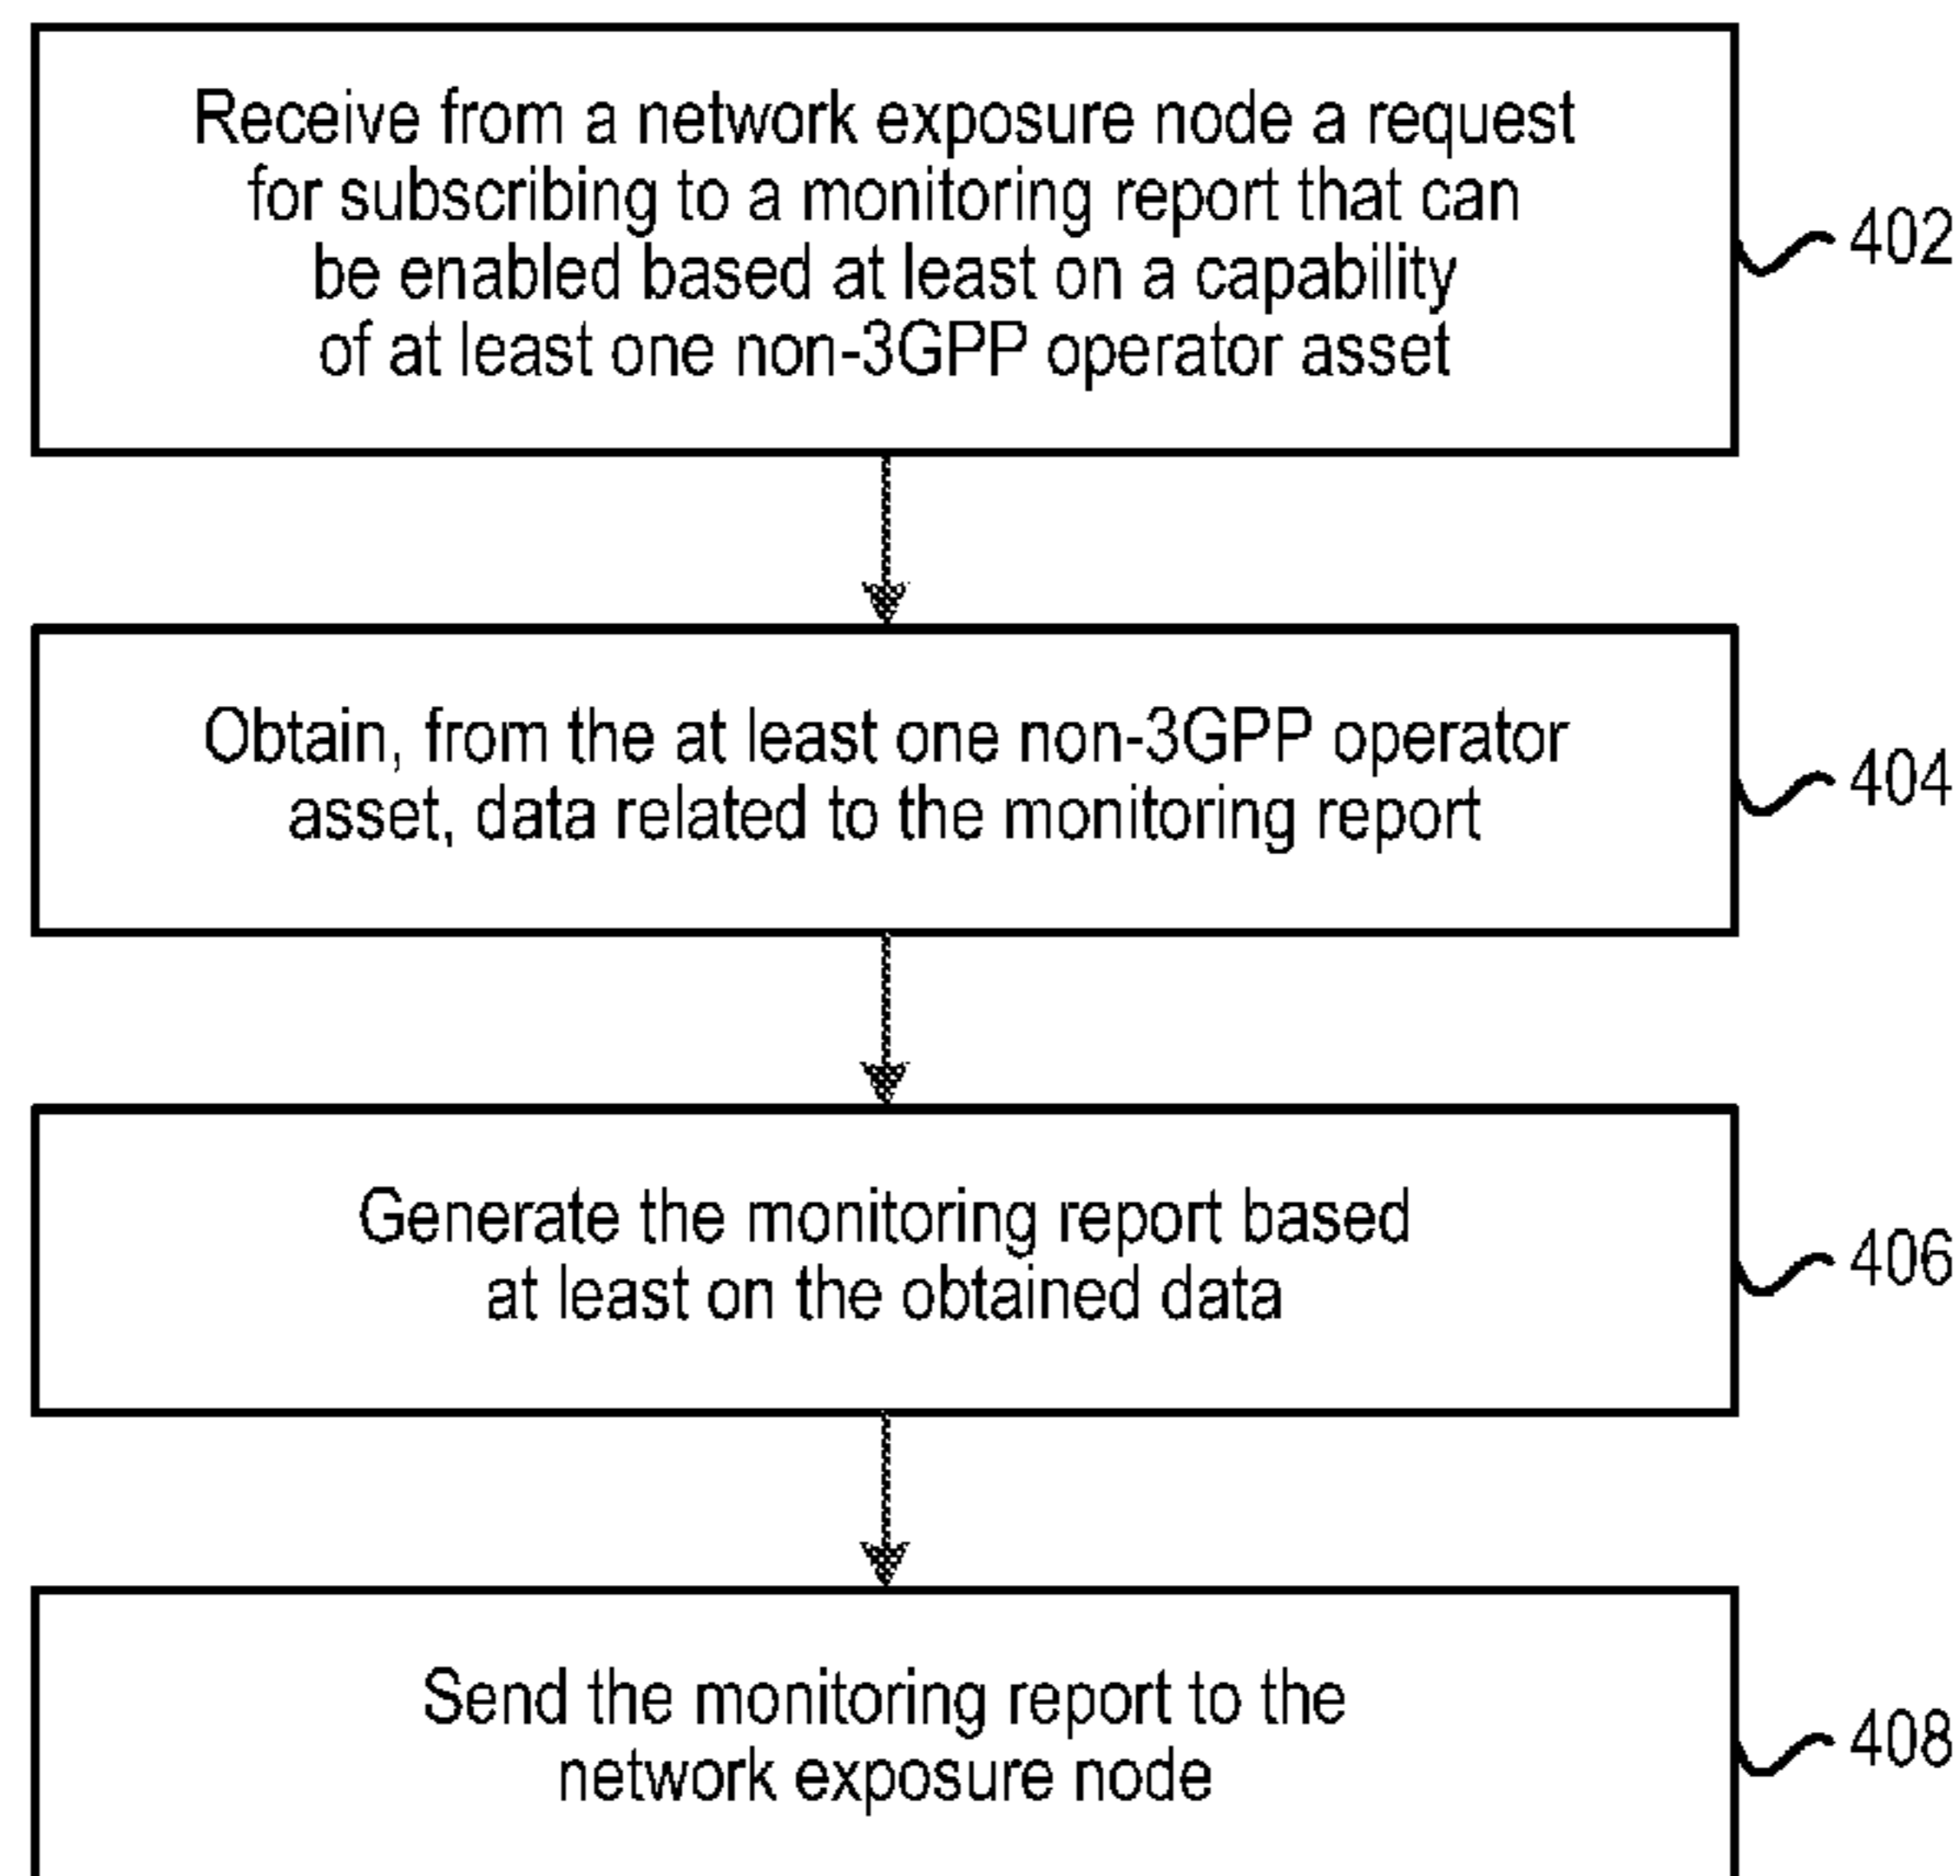 Receive from a network exposure node a request
for subscribing to a monitoring report that can
be enabled based at least on a capability
of at least one non-3GPP operator asset
402
Obtain, from the at least one non-3GPP operator
asset, data related to the monitoring report
404
Generate the monitoring report based
at least on the obtained data
406
Send the monitoring report to the
network exposure node
408